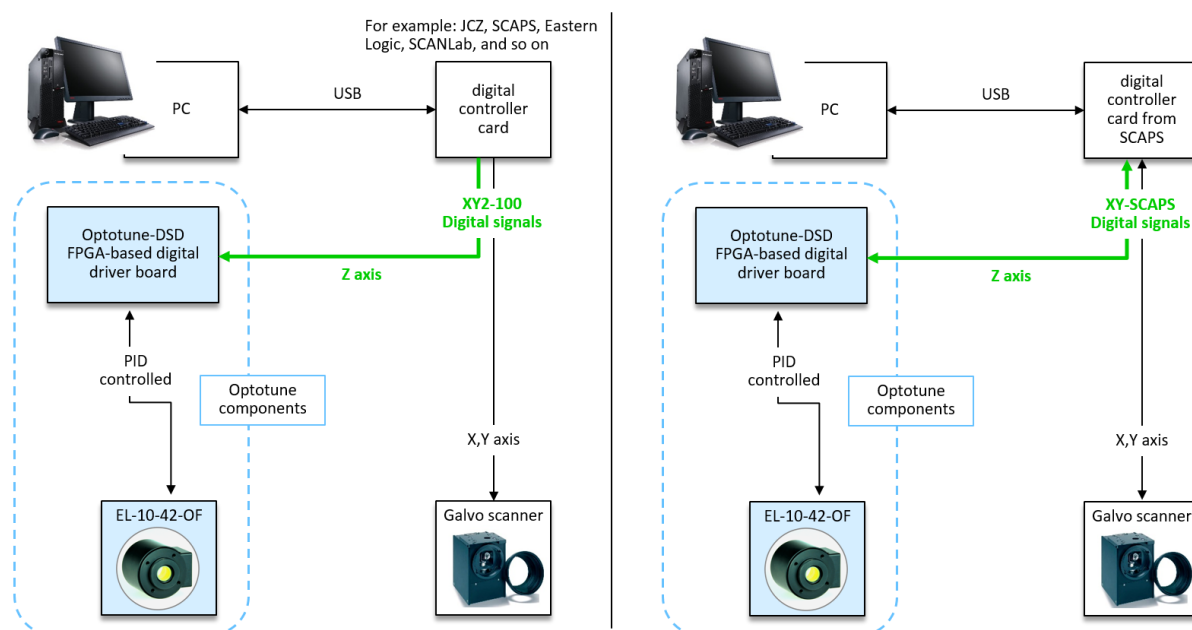 For example: JCZ, SCAPS, Eastern
Logic, SCANLab, and so on
PC
USB
digital
controller
card
XY2-100
Digital signals
Optotune-DSD
FPGA-based digital
driver board
Z axis
PID
controlled
Optotune
components
X,Y axis
EL-10-42-OF
Galvo scanner
PC
USB
digital
controller
card from
SCAPS
XY-SCAPS
Digital signals
Optotune-DSD
FPGA-based digital
driver board
Z axis
PID
controlled
Optotune
components
X,Y axis
EL-10-42-OF
Galvo scanner